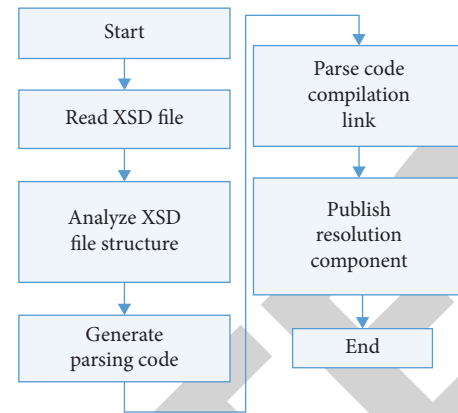 Start
Read XSD file
Analyze XSD
file structure
Generate
parsing code
Parse code
compilation
link
Publish
resolution
component
End